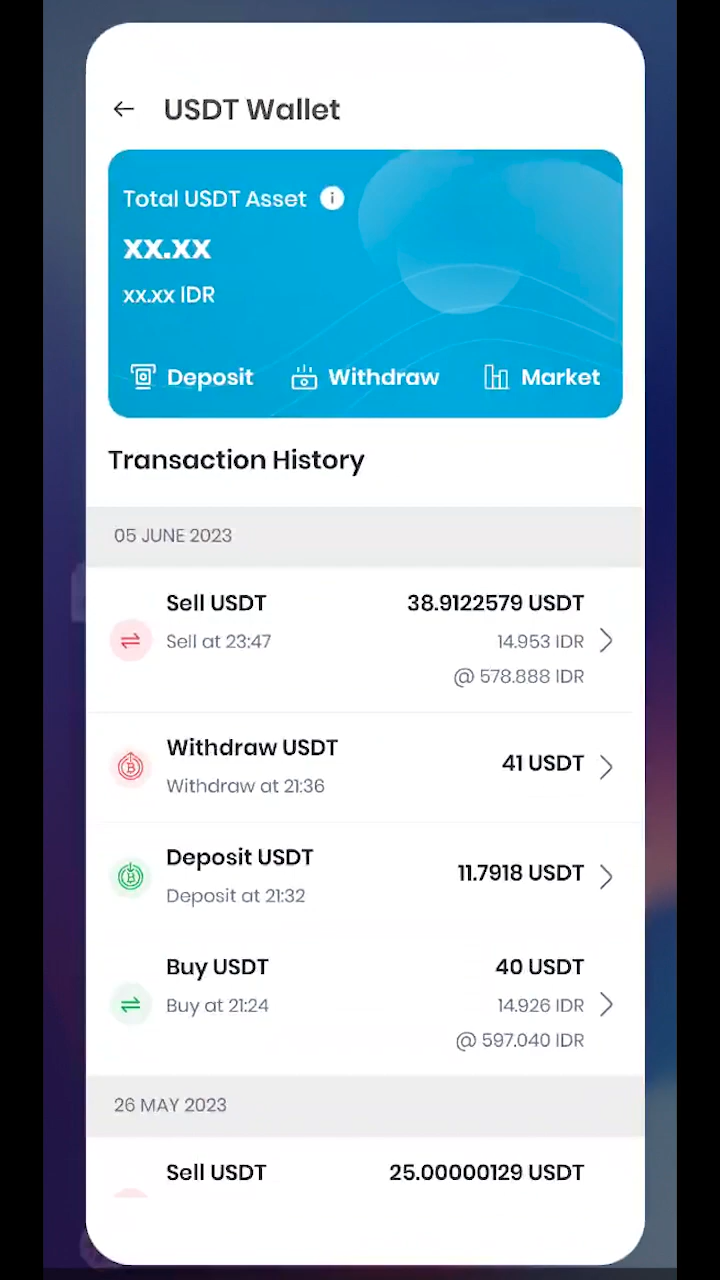 USDT Wallet
Total USDT Asset i
xx.xx
xx.xx IDR
Deposit Withdraw Market
Transaction History
05 JUNE 2023
Sell USDT 38.9122579 USDT
Sell at 23:47 14.953 IDR
@ 578.888 IDR
Withdraw USDT 41 USDT
Withdraw at 21:36
Deposit USDT 11.7918 USDT
Deposit at 21:32
Buy USDT 40 USDT
Buy at 21:24 14.926 IDR
@ 597.040 IDR
26 MAY 2023
Sell USDT 25.00000129 USDT